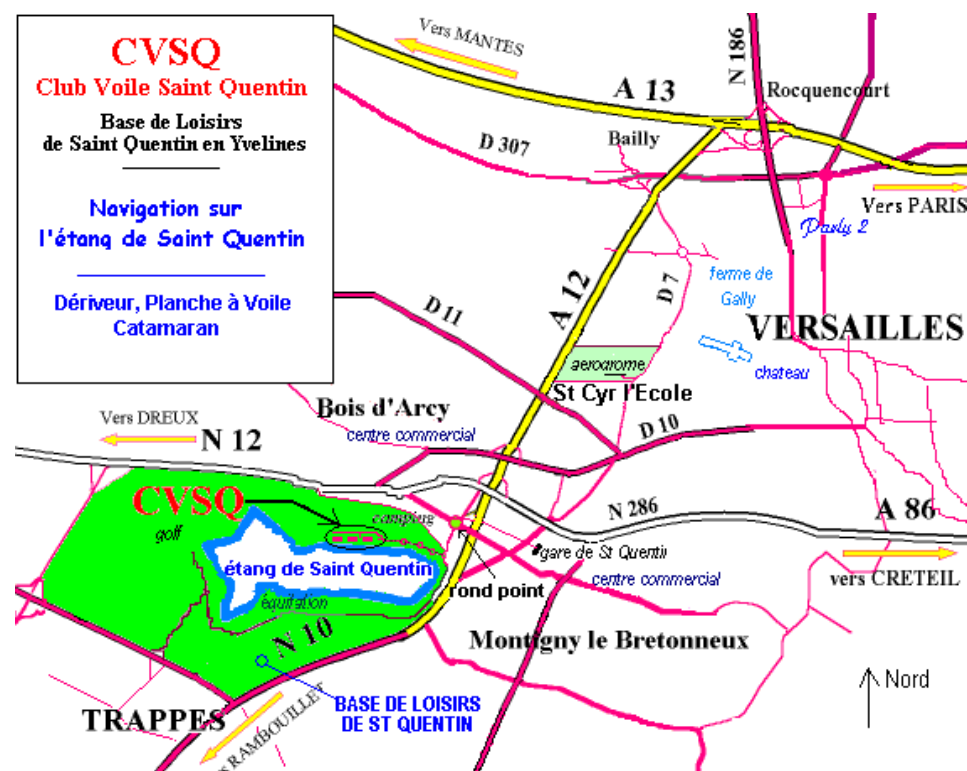 CVSQ
Club Voile Saint Quentin
Base de Loisirs
de Saint Quentin en Yvelines
Navigation sur
l'étang de Saint Quentin
Dériveur, Planche à Voile
Catamaran
Vers MANTES
A 13
N 186
Rocquencourt
D 307
Bailly
Vers PARIS
Parly 2
D 7
ferme de
Gally
A 12
D 11
VERSAILLES
chateau
aerodrome
St Cyr l'Ecole
Bois d'Arcy
centre commercial
D 10
Vers DREUX
N 12
CVSQ
camping
golf
N 286
A 86
gare de St Quentin
étang de Saint Quentin
rond point
centre commercial
vers CRETEIL
équitation
N 10
Montigny le Bretonneux
Nord
TRAPPES
BASE DE LOISIRS
DE ST QUENTIN
RAMBOUILLET